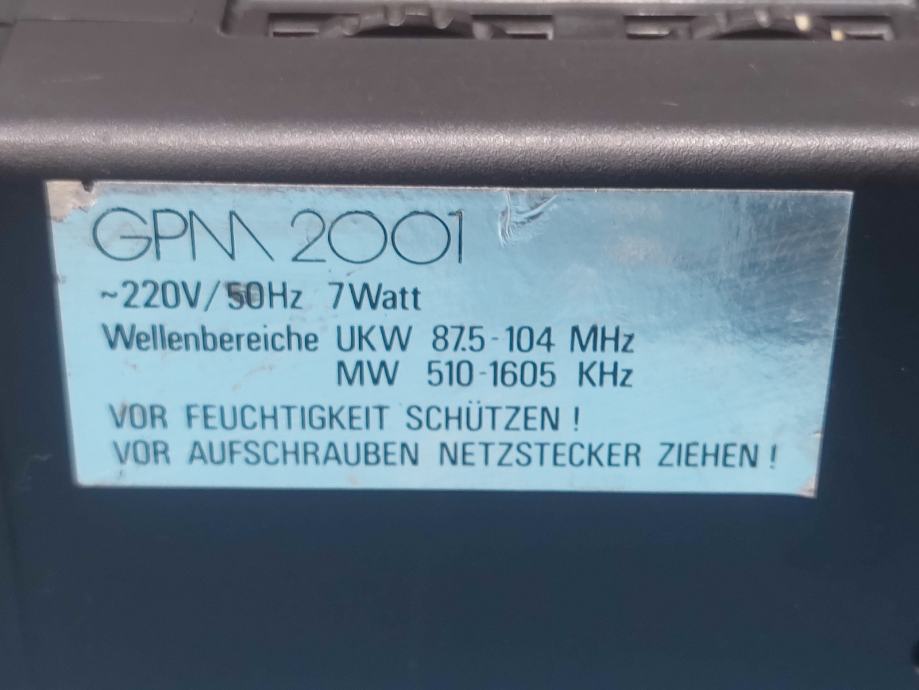 GPM 2001
~220V/50Hz 7Watt
Wellenbereiche UKW 87.5-104 MHz
MW 510-1605 KHz
VOR FEUCHTIGKEIT SCHÜTZEN!
VOR AUFSCHRAUBEN NETZSTECKER ZIEHEN!